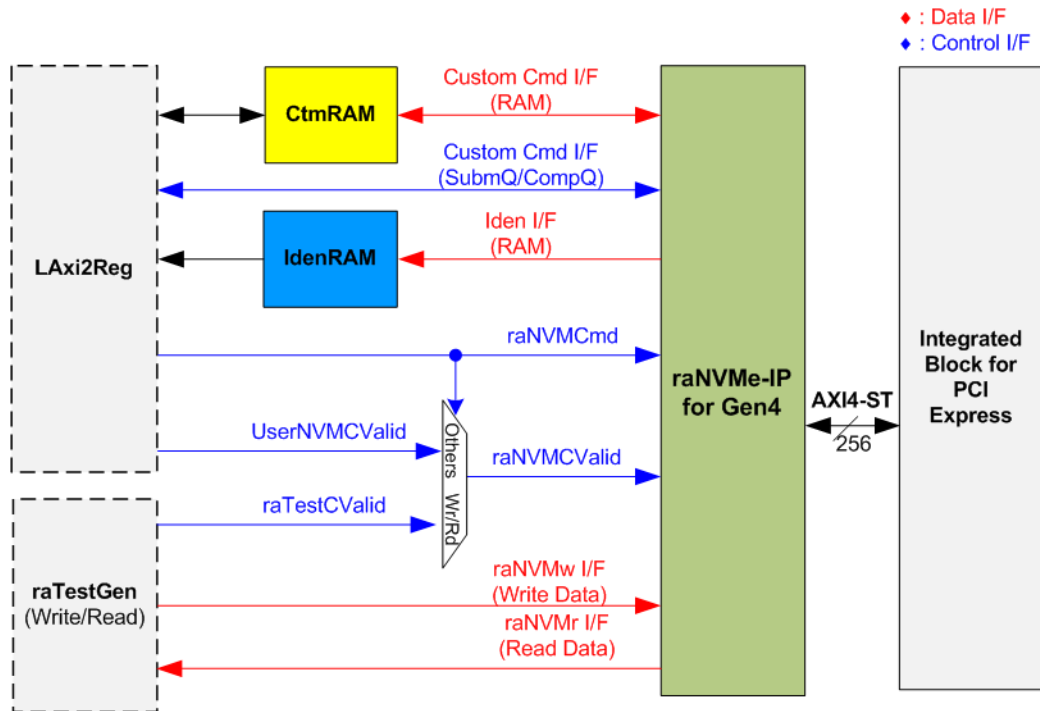 ♦ : Data I/F
♦ : Control I/F
LAxi2Reg
CtmRAM
Custom Cmd I/F
(RAM)
Custom Cmd I/F
(SubmQ/CompQ)
IdenRAM
Iden I/F
(RAM)
raNVMCmd
UserNVMCValid
Others Wr/Rd
raNVMCValid
raTestCValid
raTestGen
(Write/Read)
raNVMw I/F
(Write Data)
raNVMr I/F
(Read Data)
raNVMe-IP
for Gen4
AXI4-ST
256
Integrated
Block for
PCI
Express